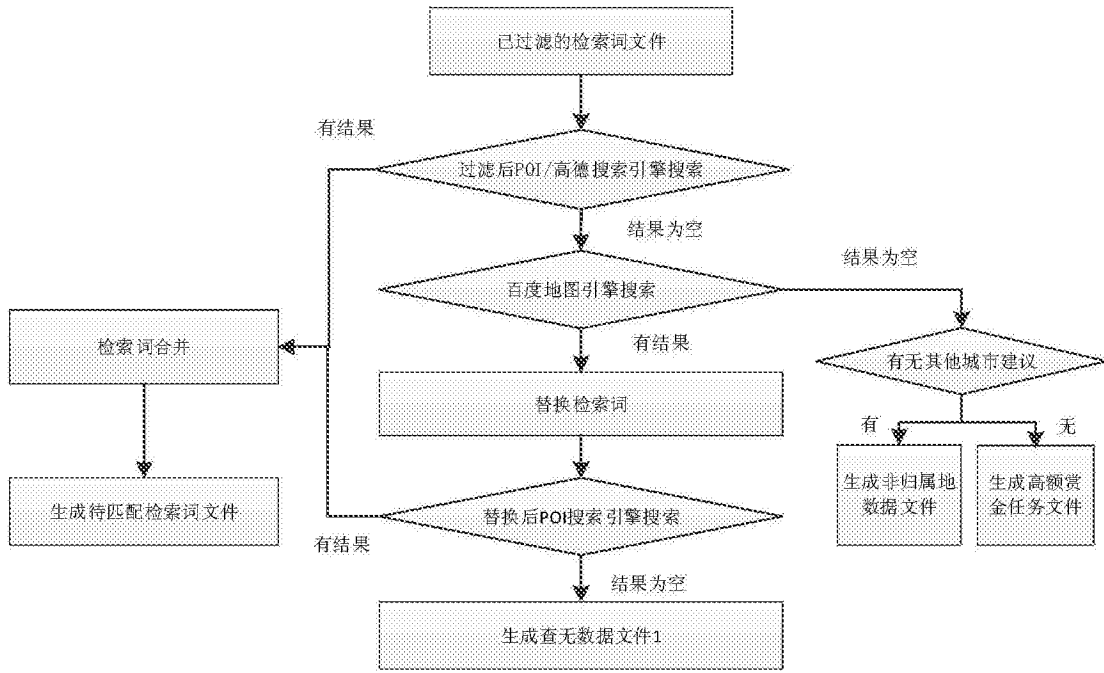 已过滤的检索词文件
有结果
过滤后POI/高德搜索引擎搜索
结果为空
结果为空
百度地图引擎搜索
有结果
检索词合并
有无其他城市建议
替换检索词
有
无
生成非归属地
数据文件
生成高额赏
金任务文件
生成待匹配检索词文件
替换后POI搜索引擎搜索
有结果
结果为空
生成查无数据文件1